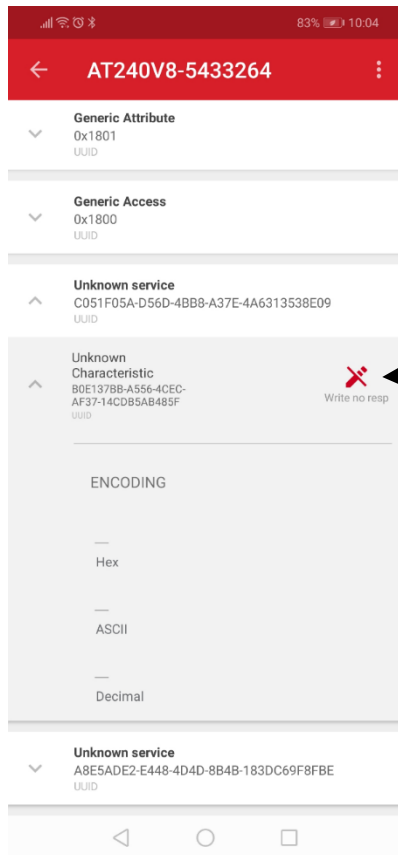 83% 10:04
AT240V8-5433264
Generic Attribute
0x1801
UUID
Generic Access
0x1800
UUID
Unknown service
C051F05A-D56D-4BB8-A37E-4A6313538E09
UUID
Unknown
Characteristic
B0E137BB-A556-4CEC-
AF37-14CDB5AB485F
UUID
Write no resp
ENCODING
Hex
ASCII
Decimal
Unknown service
A8E5ADE2-E448-4D4D-8B4B-183DC69F8FBE
UUID